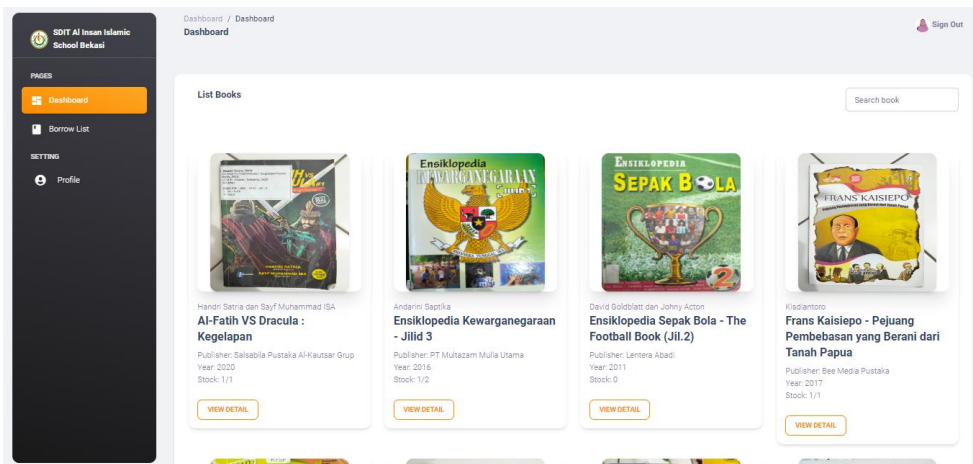 SDIT Al Insan Islamic
School Bekasi
PAGES
Dashboard
Borrow List
SETTING
Profile
Dashboard / Dashboard
Dashboard
Sign Out
List Books
Search book
Handri Satria dan Sayf Muhammad ISA
Al-Fatih VS Dracula :
Kegelapan
Publisher: Salsabila Pustaka Al-Kautsar Grup
Year: 2020
Stock: 1/1
VIEW DETAIL
Ensiklopedia
KEWARGANEGARAAN
Andarini Saptika
Ensiklopedia Kewarganegaraan
- Jilid 3
Publisher: PT Multazam Mulia Utama
Year: 2016
Stock: 1/2
VIEW DETAIL
ENSIKLOPEDIA
SEPAK BOLA
2
David Goldblatt dan Johny Acton
Ensiklopedia Sepak Bola - The
Football Book (Jil.2)
Publisher: Lentera Abadi
Year: 2011
Stock: 0
VIEW DETAIL
FRANS KAISIEPO
Kisdiantoro
Frans Kaisiepo - Pejuang
Pembebasan yang Berani dari
Tanah Papua
Publisher: Bee Media Pustaka
Year: 2017
Stock: 1/1
VIEW DETAIL